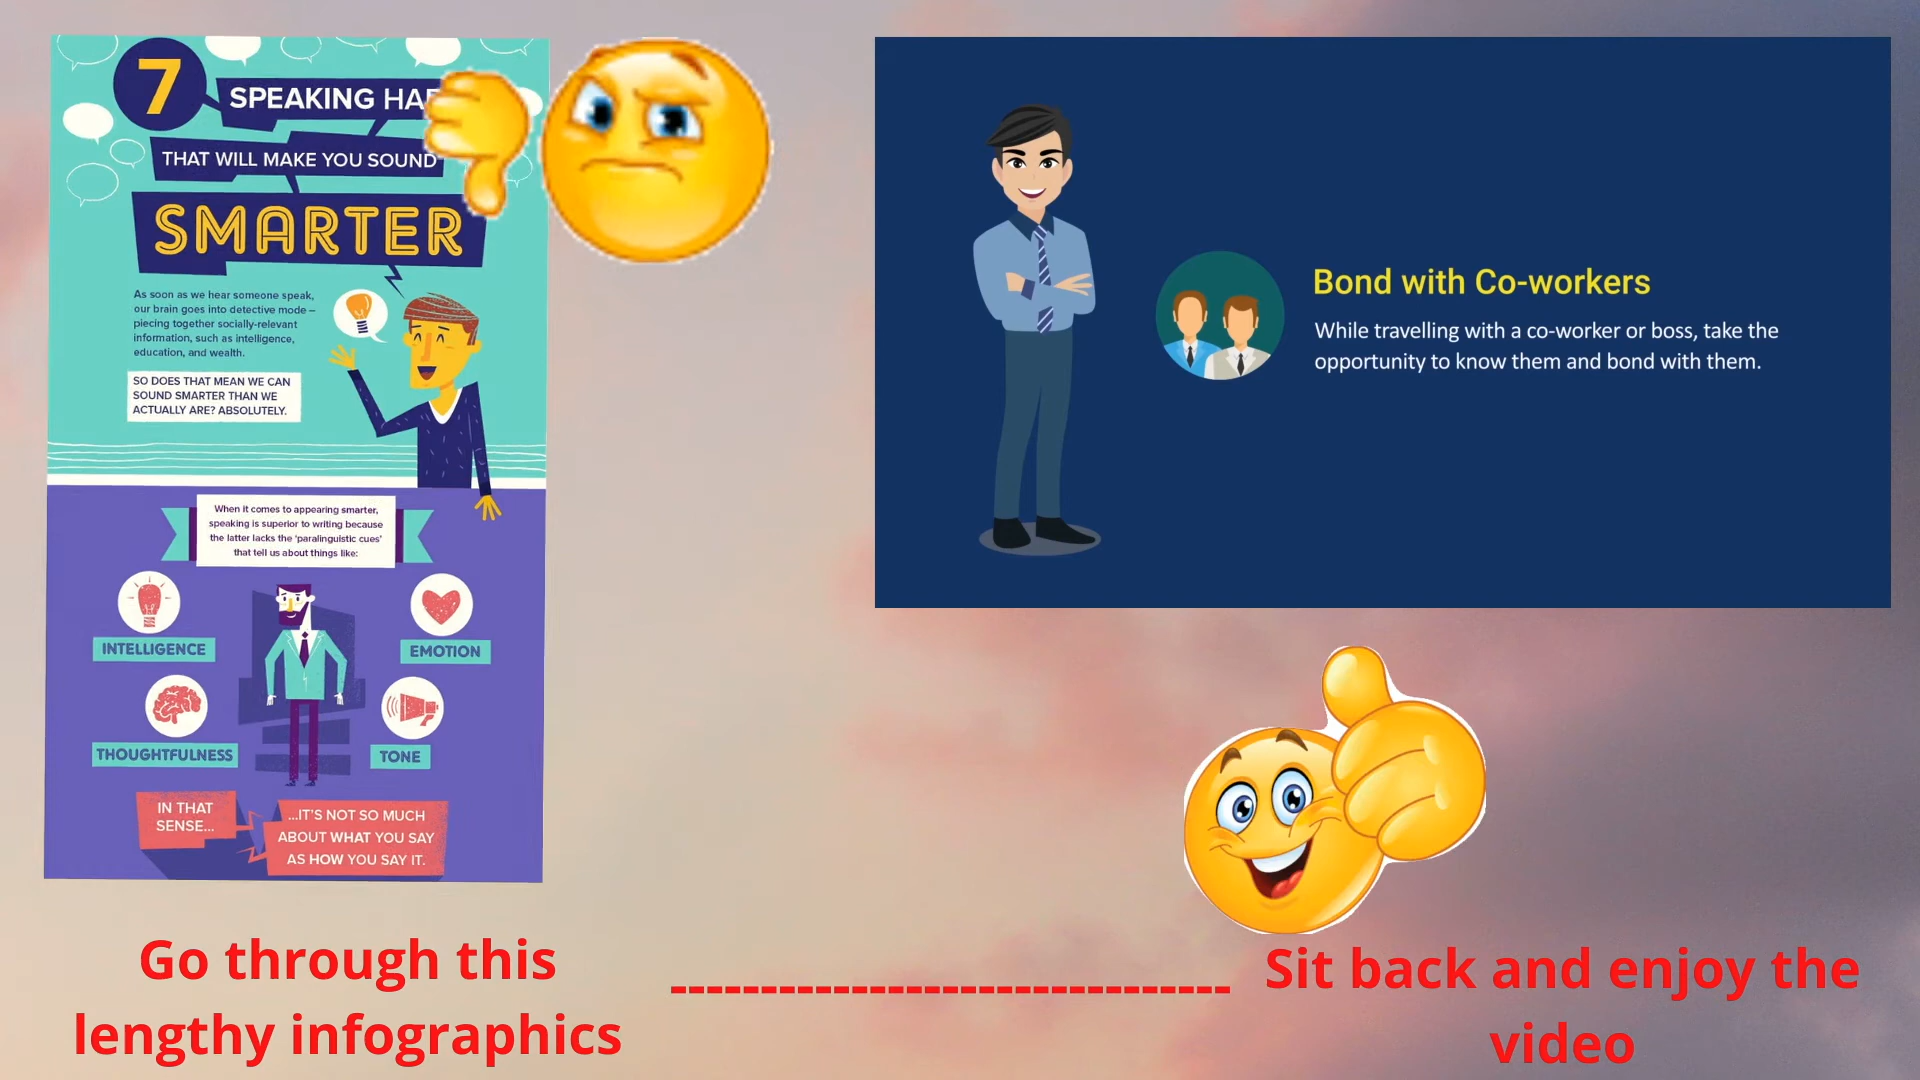 7
SPEAKING
THAT WILL MAKE YOU SOUND
SMARTER
As soon as we hear someone speak,
our brain goes into detective mode –
piecing together socially-relevant
information, such as intelligence,
education, and wealth.
SO DOES THAT MEAN WE CAN
SOUND SMARTER THAN WE
ACTUALLY ARE? ABSOLUTELY.
When it comes to appearing smarter,
speaking is superior to writing because
the latter lacks the 'paralinguistic cues'
that tell us about things like:
INTELLIGENCE
EMOTION
THOUGHTFULNESS
TONE
IN THAT
SENSE...
...IT'S NOT SO MUCH
ABOUT WHAT YOU SAY
AS HOW YOU SAY IT.
Go through this
lengthy infographics
Bond with Co-workers
While travelling with a co-worker or boss, take the
opportunity to know them and bond with them.
Sit back and enjoy the
video